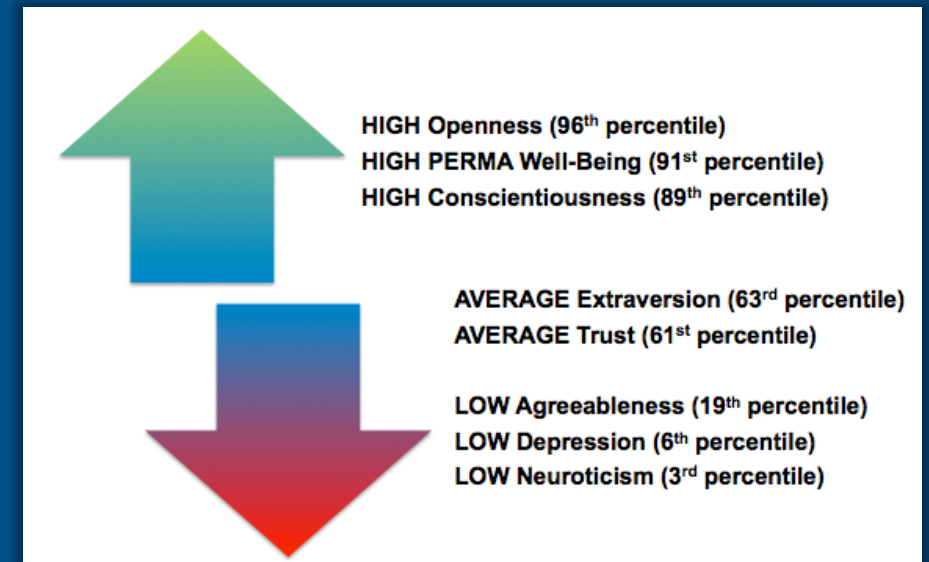 HIGH Openness (96th percentile)
HIGH PERMA Well-Being (91st percentile)
HIGH Conscientiousness (89th percentile)
AVERAGE Extraversion (63rd percentile)
AVERAGE Trust (61st percentile)
LOW Agreeableness (19th percentile)
LOW Depression (6th percentile)
LOW Neuroticism (3rd percentile)